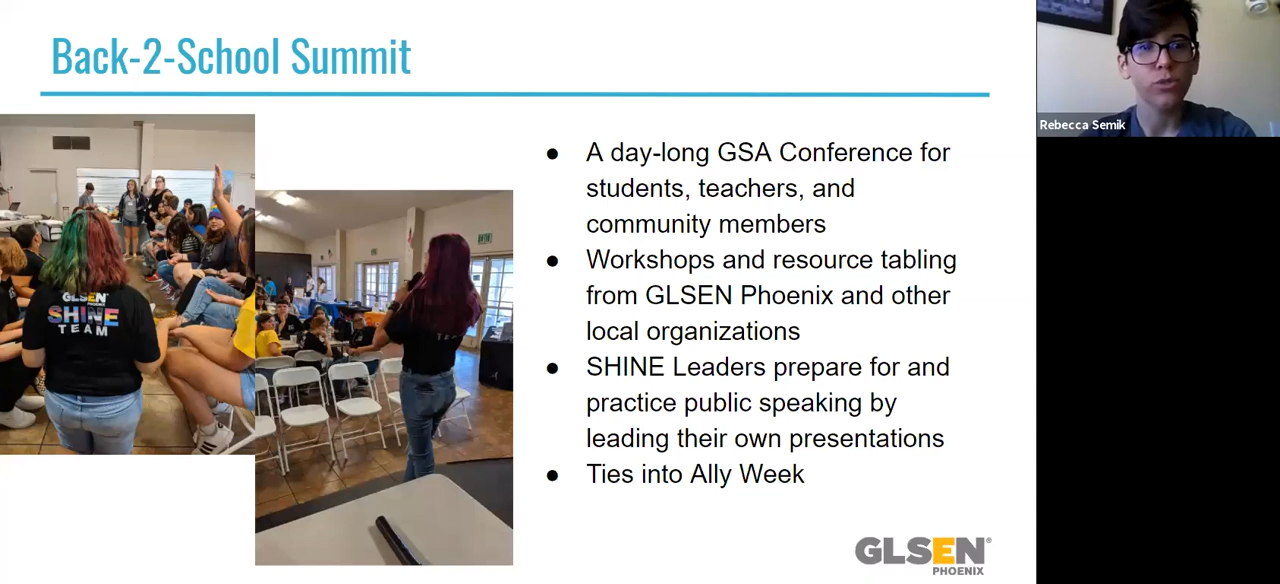 Back-2-School Summit
Rebecca Semik
GLSEN
PHOENIX
SHINE
TEAM
● A day-long GSA Conference for
students, teachers, and
community members
● Workshops and resource tabling
from GLSEN Phoenix and other
local organizations
● SHINE Leaders prepare for and
practice public speaking by
leading their own presentations
● Ties into Ally Week
GLSEN®
PHOENIX